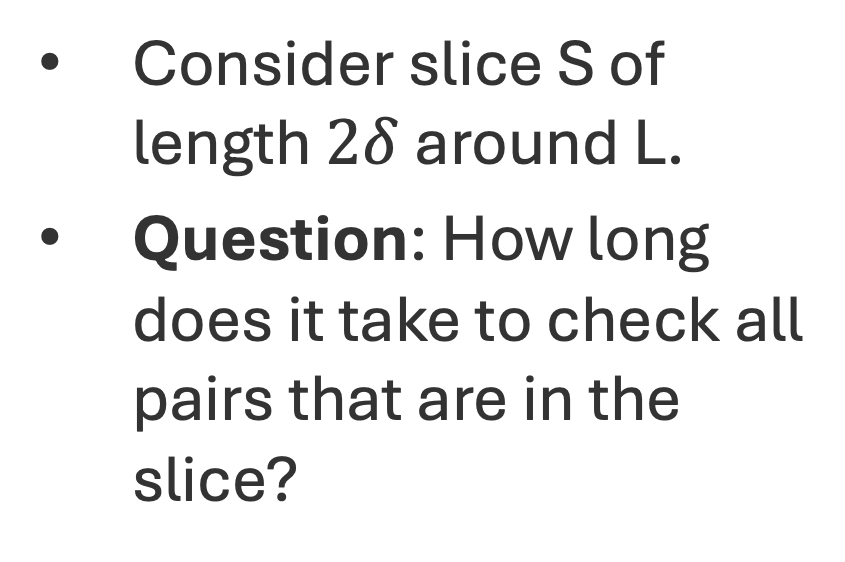 • Consider slice S of
length 2δ around L.
• Question: How long
does it take to check all
pairs that are in the
slice?